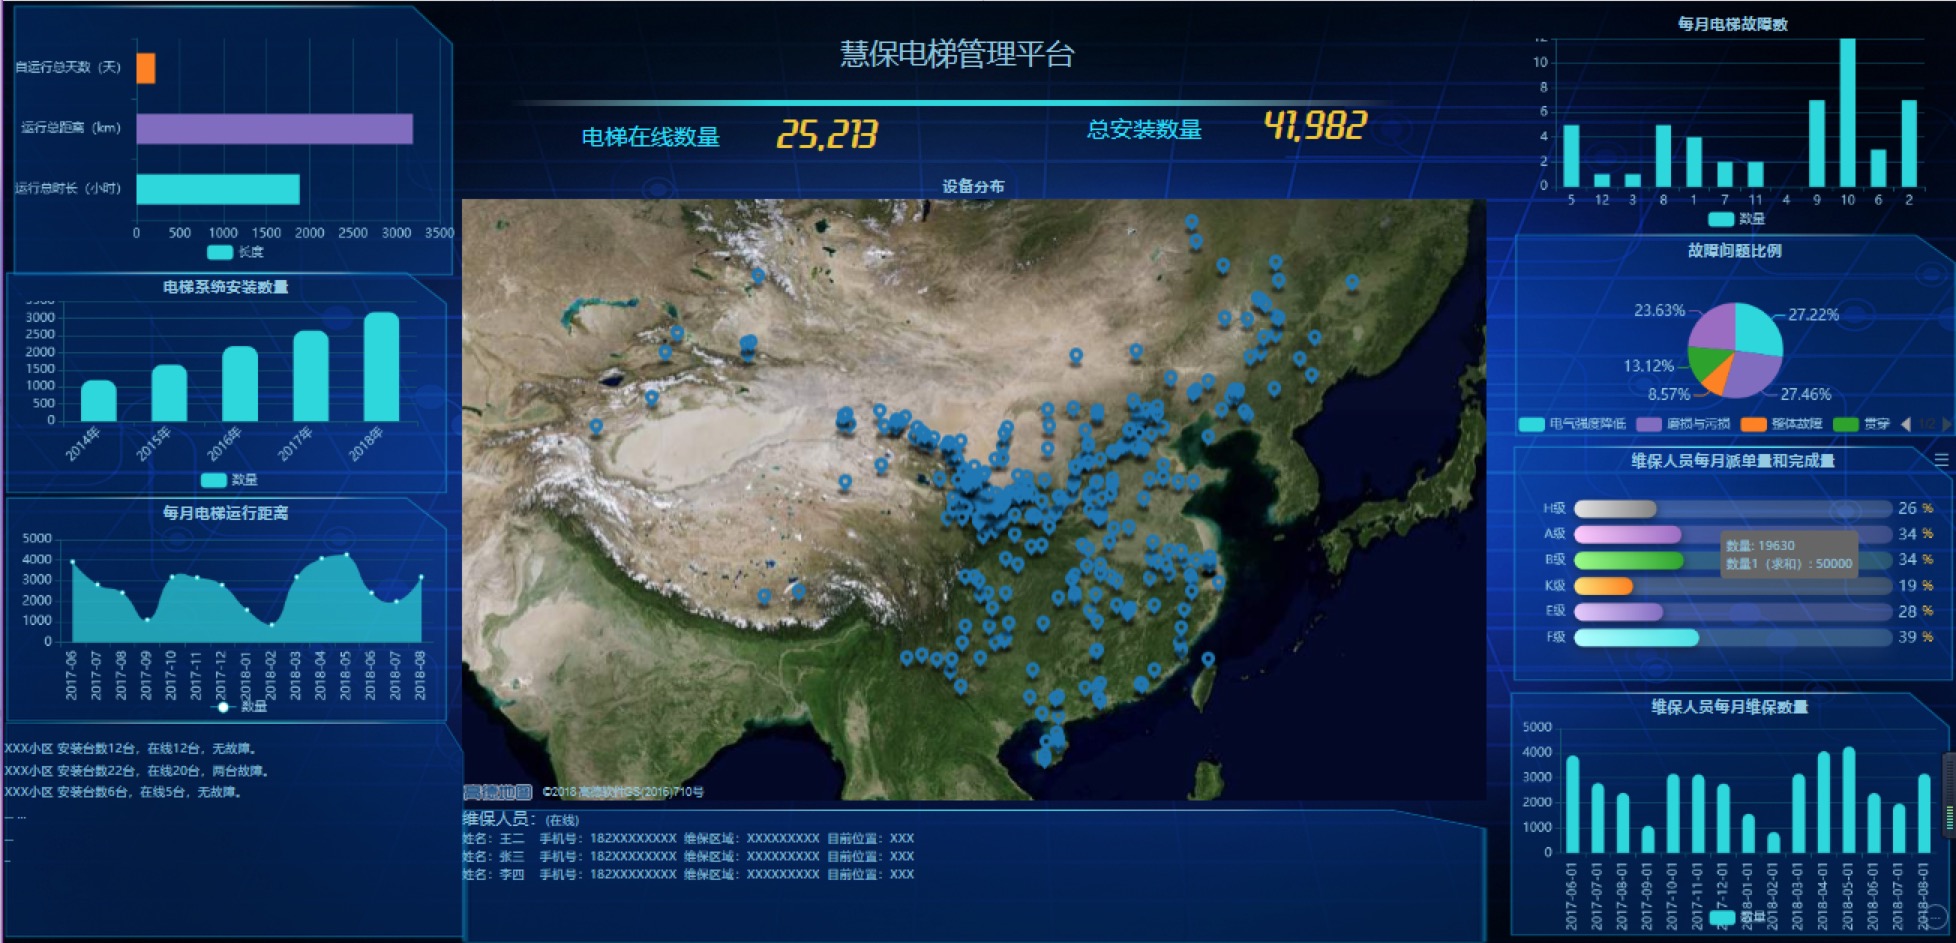 慧保电梯管理平台
电梯在线数量 25,213
总安装数量 41,982
自运行总天数（天）
运行总距离（km）
运行总时长（小时）
0 500 1000 1500 2000 2500 3000 3500
长度
电梯系统安装数量
3000
2500
2000
1500
1000
500
0
2014年 2015年 2016年 2017年 2018年
数量
每月电梯运行距离
5000
4000
3000
2000
1000
0
2017-06 2017-07 2017-08 2017-09 2017-10 2017-11 2017-12 2018-01 2018-02 2018-03 2018-04 2018-05 2018-06 2018-07 2018-08
数量
XXX小区 安装台数12台，在线12台，无故障。
XXX小区 安装台数22台，在线20台，两台故障。
XXX小区 安装台数6台，在线5台，无故障。
设备分布
高德地图 ©2018 高德软件GS(2016)710号
维保人员：(在线)
姓名：王二 手机号：182XXXXXXXX 维保区域：XXXXXXXXX 目前位置：XXX
姓名：张三 手机号：182XXXXXXXX 维保区域：XXXXXXXXX 目前位置：XXX
姓名：李四 手机号：182XXXXXXXX 维保区域：XXXXXXXXX 目前位置：XXX
每月电梯故障数
12
10
8
6
4
2
0
5 12 3 8 1 7 11 4 9 10 6 2
数量
故障问题比例
23.63% 27.22%
13.12%
8.57% 27.46%
电气强度降低 磨损与污损 整体故障 贯穿 1/2
维保人员每月派单量和完成量
H级 26 %
A级 34 %
B级 34 %
K级 19 %
E级 28 %
F级 39 %
数量: 19630
数量1（求和）: 50000
维保人员每月维保数量
5000
4000
3000
2000
1000
0
2017-06-01 2017-07-01 2017-08-01 2017-09-01 2017-10-01 2017-11-01 2017-12-01 2018-01-01 2018-02-01 2018-03-01 2018-04-01 2018-05-01 2018-06-01 2018-07-01 2018-08-01
数量